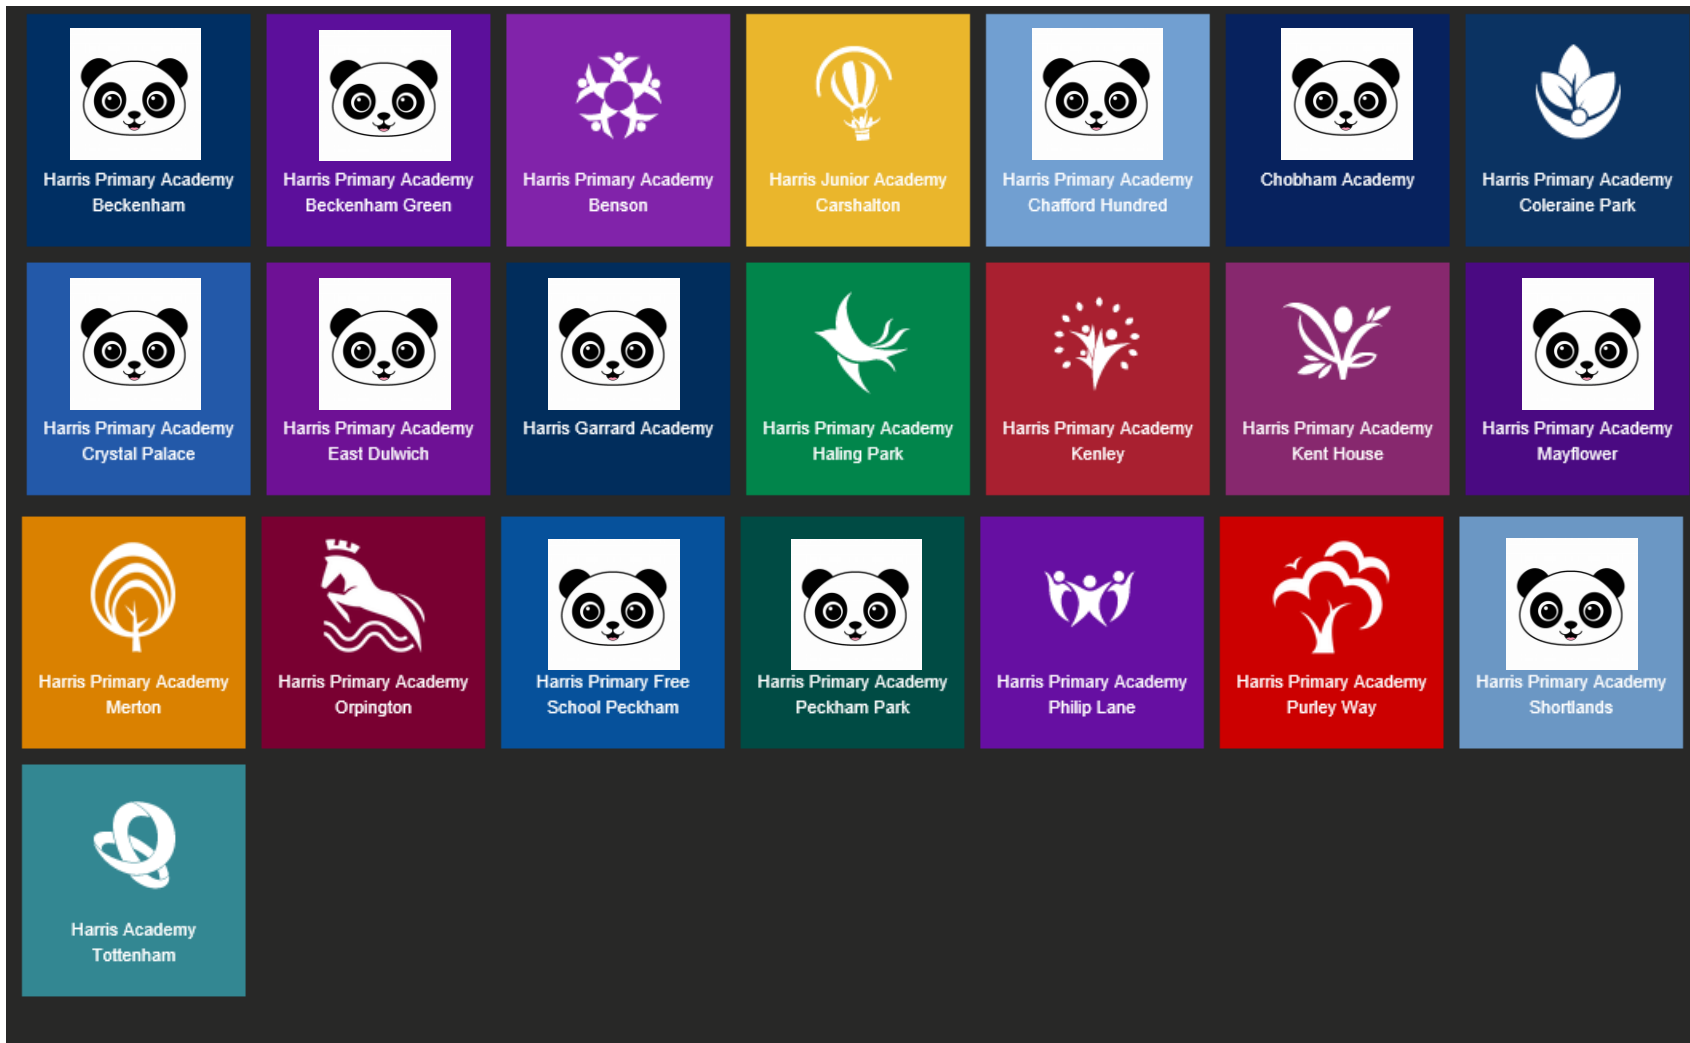 Harris Primary Academy
Beckenham
Harris Primary Academy
Beckenham Green
Harris Primary Academy
Benson
Harris Junior Academy
Carshalton
Harris Primary Academy
Chafford Hundred
Chobham Academy
Harris Primary Academy
Coleraine Park
Harris Primary Academy
Crystal Palace
Harris Primary Academy
East Dulwich
Harris Garrard Academy
Harris Primary Academy
Haling Park
Harris Primary Academy
Kenley
Harris Primary Academy
Kent House
Harris Primary Academy
Mayflower
Harris Primary Academy
Merton
Harris Primary Academy
Orpington
Harris Primary Free
School Peckham
Harris Primary Academy
Peckham Park
Harris Primary Academy
Philip Lane
Harris Primary Academy
Purley Way
Harris Primary Academy
Shortlands
Harris Academy
Tottenham